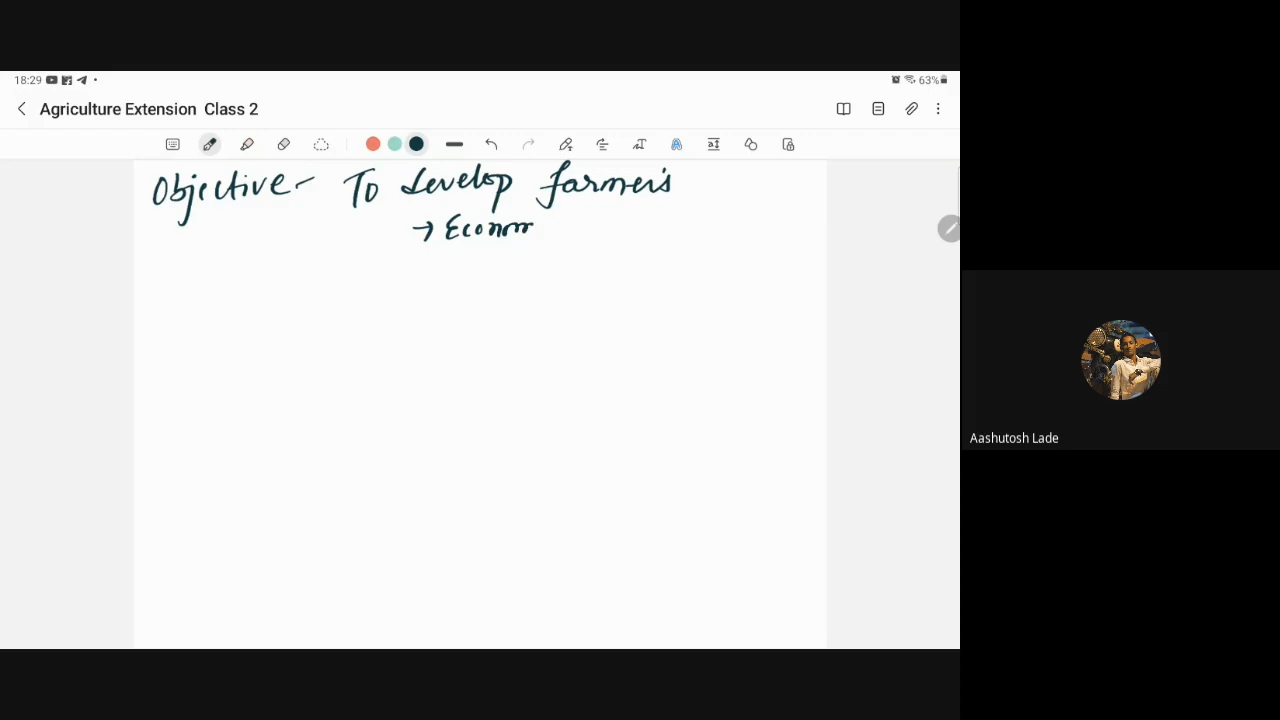 18:29 63%
Agriculture Extension Class 2
Objective - To develop farmer's
→ Econom
Aashutosh Lade